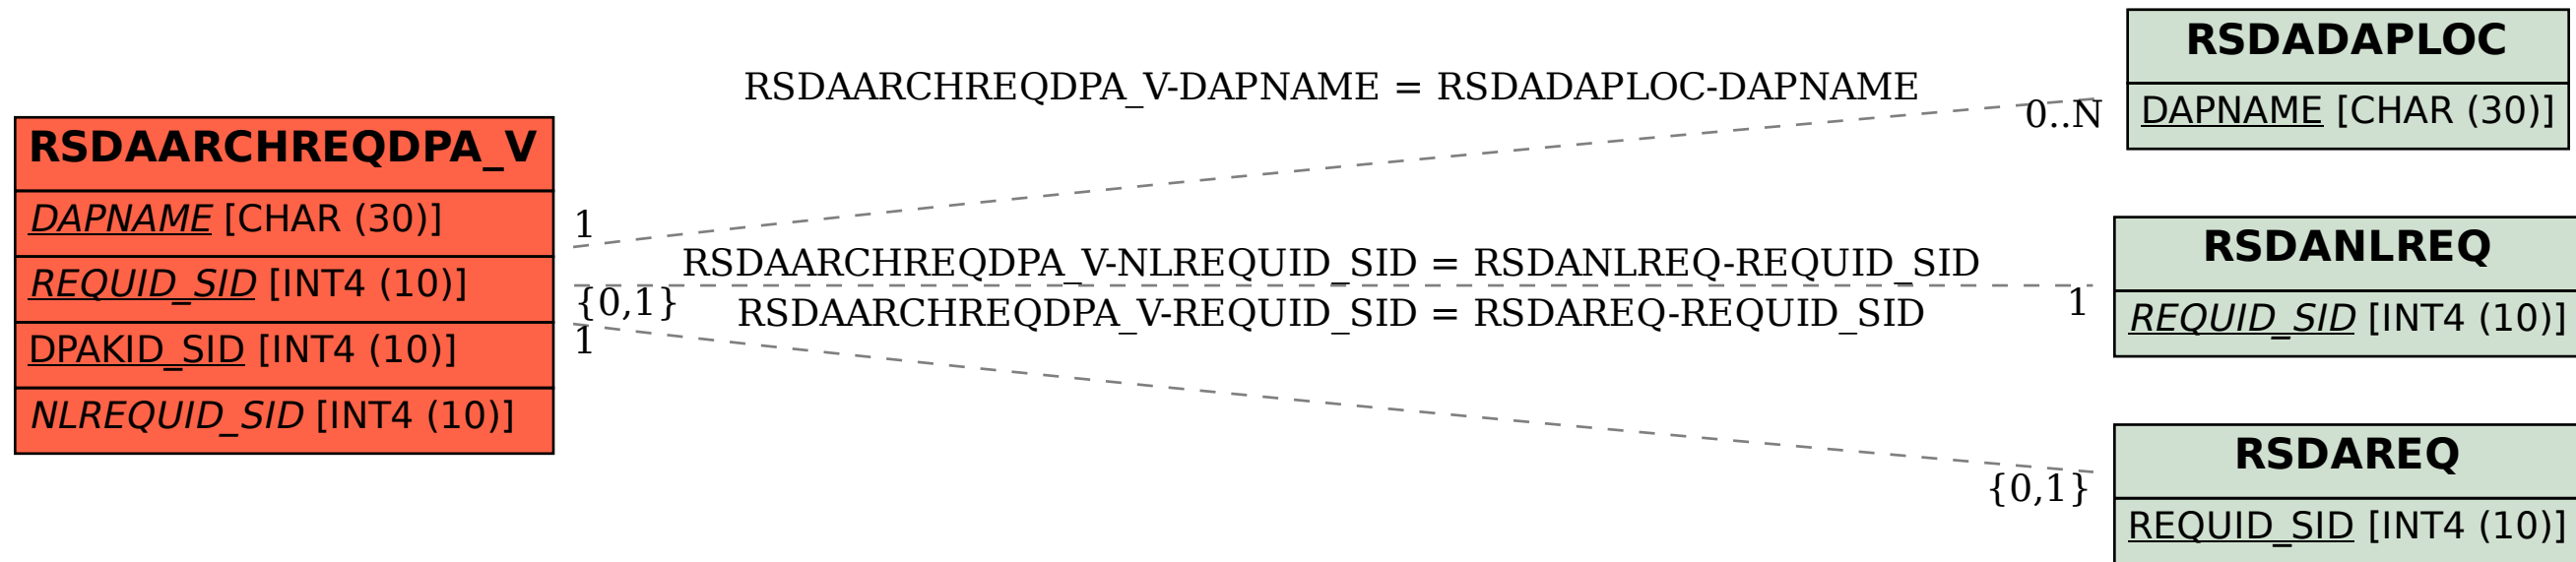 RSDAARCHREQDPA_V
DAPNAME [CHAR (30)]
REQUID_SID [INT4 (10)]
DPAKID_SID [INT4 (10)]
NLREQUID_SID [INT4 (10)]
RSDAARCHREQDPA_V-DAPNAME = RSDADAPLOC-DAPNAME
1
0..N
RSDAARCHREQDPA_V-NLREQUID_SID = RSDANLREQ-REQUID_SID
{0,1}
1
RSDAARCHREQDPA_V-REQUID_SID = RSDAREQ-REQUID_SID
1
{0,1}
RSDADAPLOC
DAPNAME [CHAR (30)]
RSDANLREQ
REQUID_SID [INT4 (10)]
RSDAREQ
REQUID_SID [INT4 (10)]